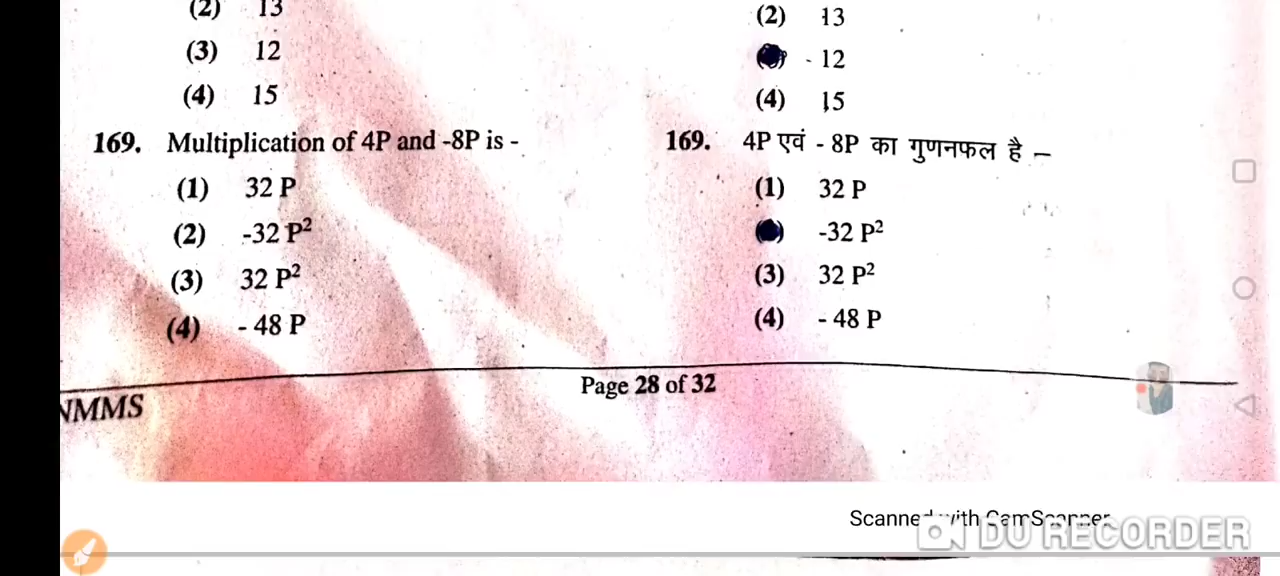 (2) 13
(3) 12
(4) 15
169. Multiplication of 4P and -8P is -
(1) 32 P
(2) -32 P²
(3) 32 P²
(4) - 48 P
(2) 13
- 12
(4) 15
169. 4P एवं - 8P का गुणनफल है –
(1) 32 P
-32 P²
(3) 32 P²
(4) - 48 P
Page 28 of 32
NMMS
Scanned with CamScanner
DU RECORDER